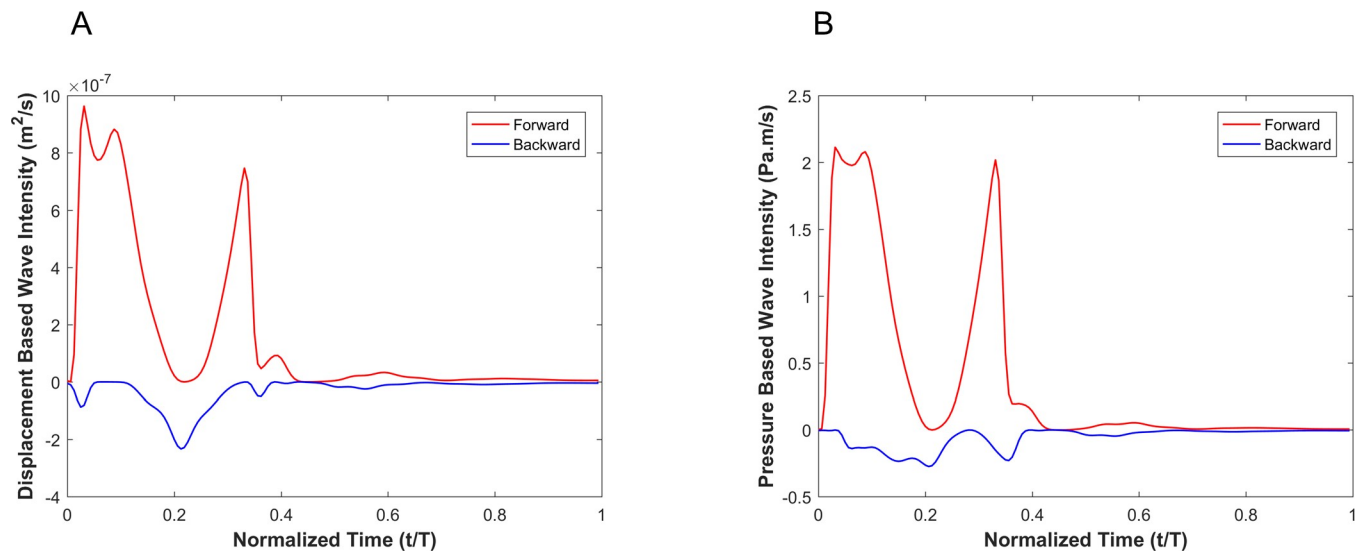 A
B
×10⁻⁷
10
8
6
4
2
0
-2
-4
Displacement Based Wave Intensity (m²/s)
Forward
Backward
0
0.2
0.4
0.6
0.8
1
Normalized Time (t/T)
2.5
2
1.5
1
0.5
0
-0.5
Pressure Based Wave Intensity (Pa.m/s)
Forward
Backward
0
0.2
0.4
0.6
0.8
1
Normalized Time (t/T)